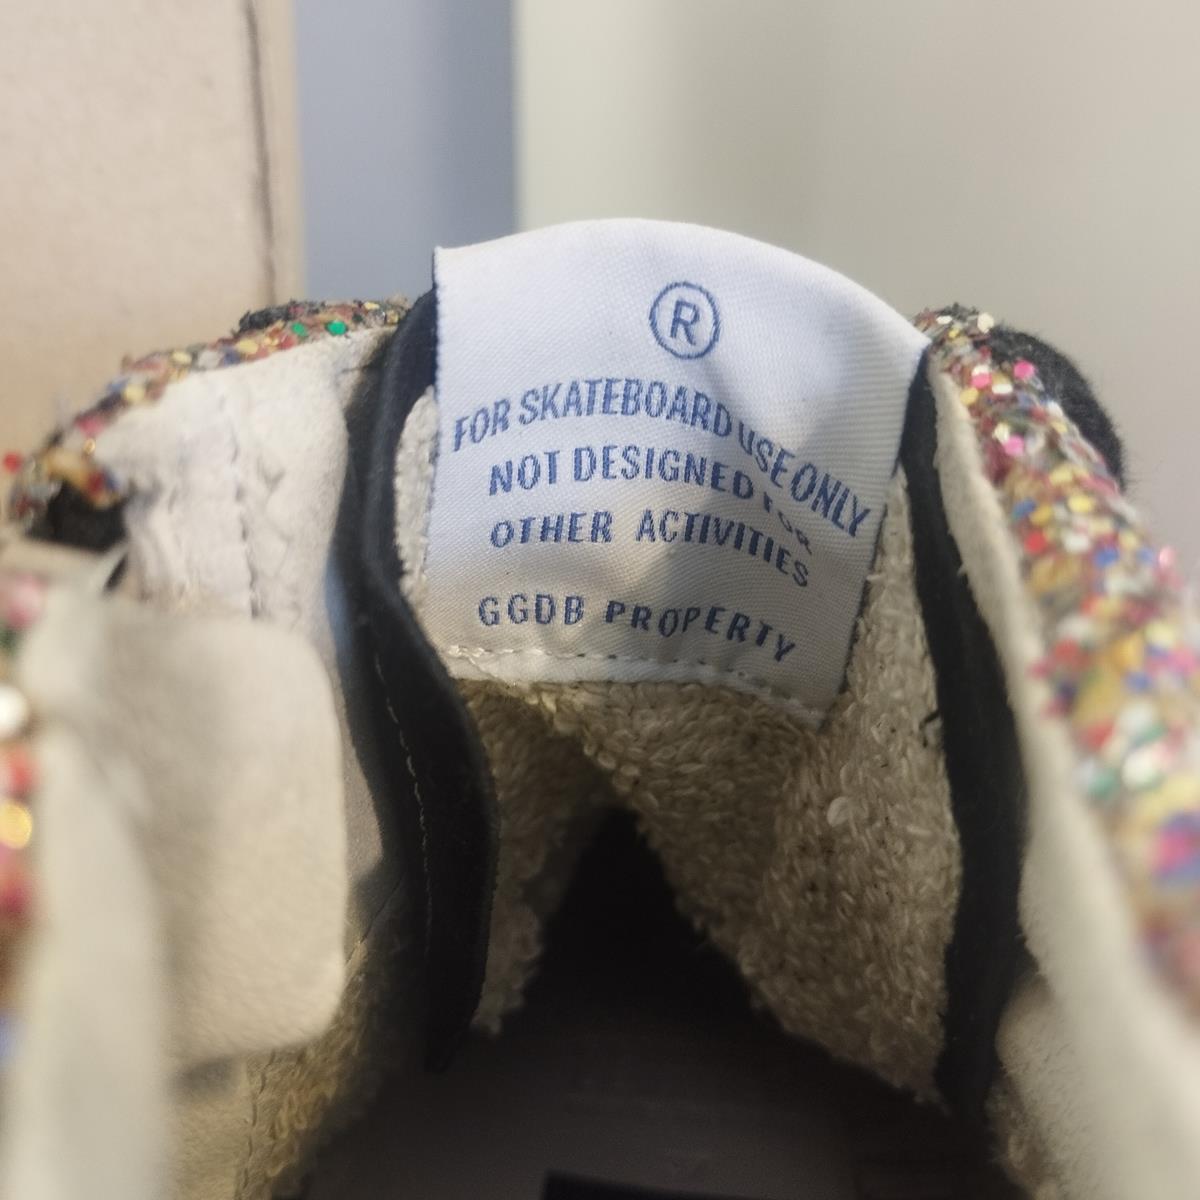 ®
FOR SKATEBOARD USE ONLY
NOT DESIGNED FOR
OTHER ACTIVITIES
GGDB PROPERTY